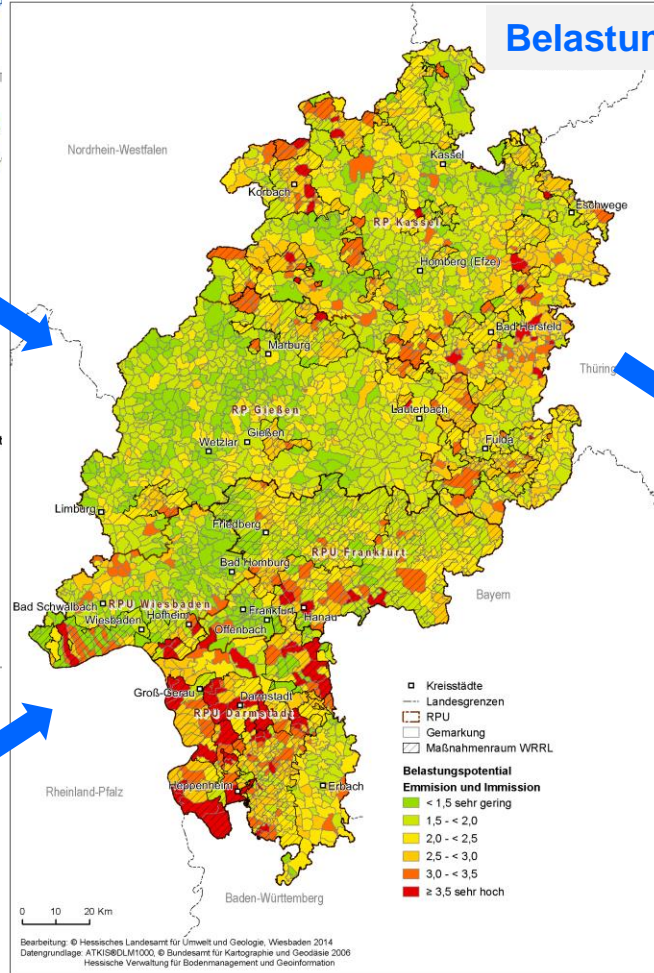 Belastun
Nordrhein-Westfalen
Kassel
Korbach
Eschwege
RP Kassel
Homberg (Efze)
Bad Hersfeld
Marburg
Thüring
RP Gießen
Lauterbach
Gießen
Wetzlar
Fulda
Limburg
Friedberg
RPU Frankfurt
Bad Homburg
Bayern
Bad Schwalbach
RPU Wiesbaden
Frankfurt
Hanau
Hofheim
Wiesbaden
Offenbach
Groß-Gerau
Darmstadt
RPU Darmstadt
Kreisstädte
Landesgrenzen
RPU
Gemarkung
Maßnahmenraum WRRL
Rheinland-Pfalz
Heppenheim
Erbach
Belastungspotential
Emmision und Immission
< 1,5 sehr gering
1,5 - < 2,0
2,0 - < 2,5
2,5 - < 3,0
3,0 - < 3,5
≥ 3,5 sehr hoch
Baden-Württemberg
0 10 20 Km
Bearbeitung: © Hessisches Landesamt für Umwelt und Geologie, Wiesbaden 2014
Datengrundlage: ATKIS®DLM1000, © Bundesamt für Kartographie und Geodäsie 2006
Hessische Verwaltung für Bodenmanagement und Geoinformation